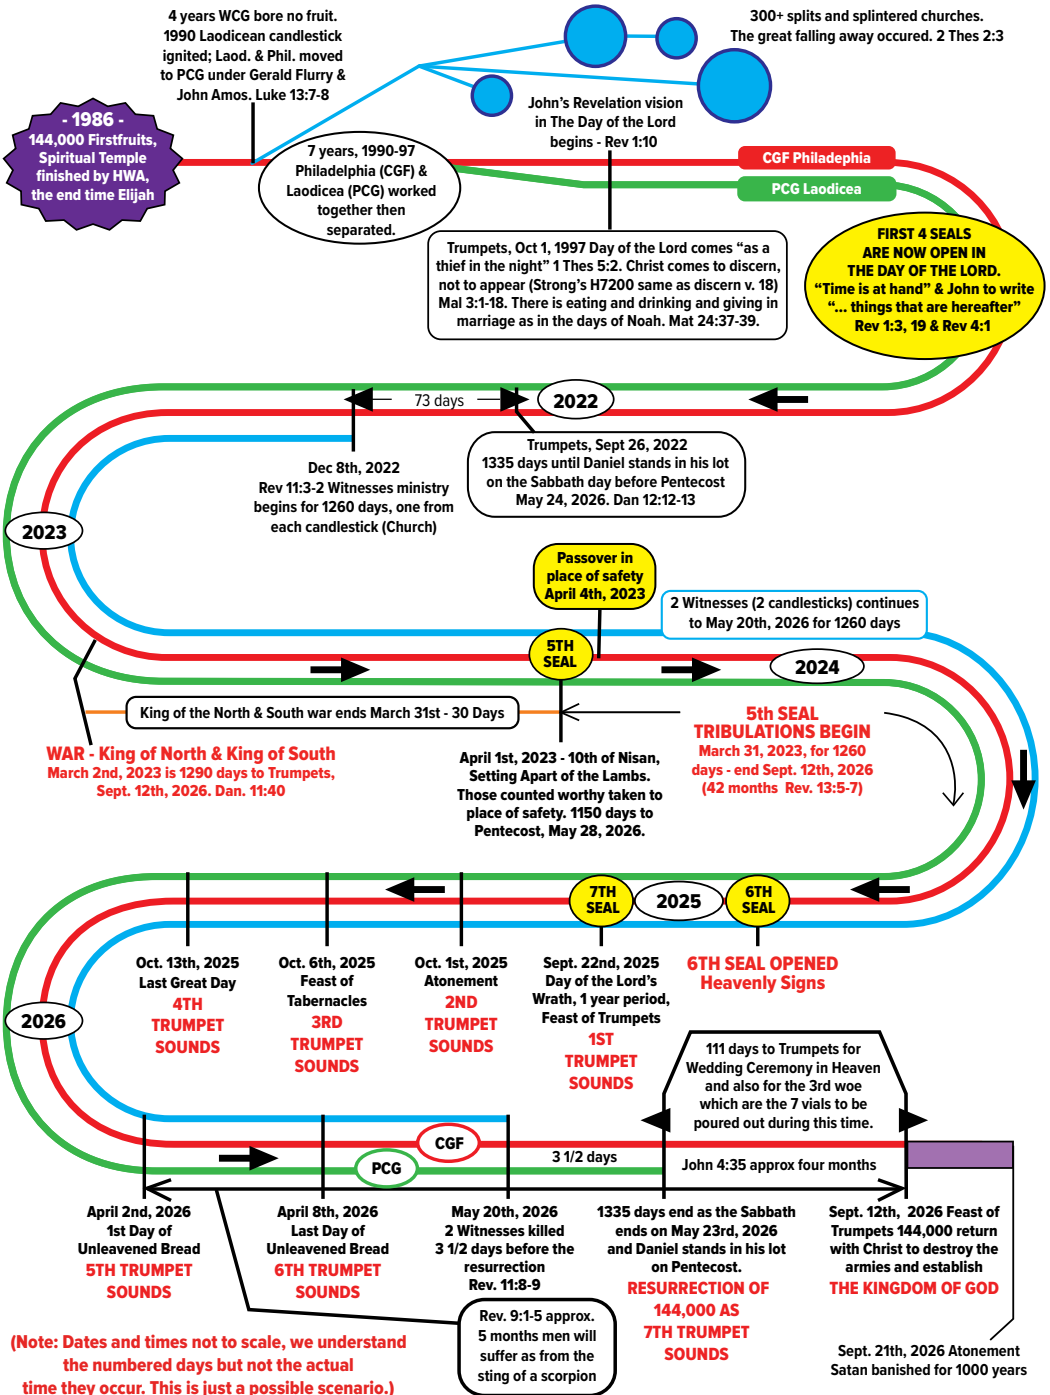 4 years WCG bore no fruit.
1990 Laodicean candlestick
ignited; Laod. & Phil. moved
to PCG under Gerald Flurry &
John Amos. Luke 13:7-8
300+ splits and splintered churches.
The great falling away occured. 2 Thes 2:3
- 1986 -
144,000 Firstfruits,
Spiritual Temple
finished by HWA,
the end time Elijah
7 years, 1990-97
Philadelphia (CGF) &
Laodicea (PCG) worked
together then
separated.
John's Revelation vision
in The Day of the Lord
begins - Rev 1:10
CGF Philadephia
PCG Laodicea
Trumpets, Oct 1, 1997 Day of the Lord comes “as a
thief in the night” 1 Thes 5:2. Christ comes to discern,
not to appear (Strong's H7200 same as discern v. 18)
Mal 3:1-18. There is eating and drinking and giving in
marriage as in the days of Noah. Mat 24:37-39.
FIRST 4 SEALS
ARE NOW OPEN IN
THE DAY OF THE LORD.
“Time is at hand” & John to write
“... things that are hereafter”
Rev 1:3, 19 & Rev 4:1
73 days
2022
Dec 8th, 2022
Rev 11:3-2 Witnesses ministry
begins for 1260 days, one from
each candlestick (Church)
Trumpets, Sept 26, 2022
1335 days until Daniel stands in his lot
on the Sabbath day before Pentecost
May 24, 2026. Dan 12:12-13
2023
Passover in
place of safety
April 4th, 2023
2 Witnesses (2 candlesticks) continues
to May 20th, 2026 for 1260 days
5TH
SEAL
2024
King of the North & South war ends March 31st - 30 Days
WAR - King of North & King of South
March 2nd, 2023 is 1290 days to Trumpets,
Sept. 12th, 2026. Dan. 11:40
April 1st, 2023 - 10th of Nisan,
Setting Apart of the Lambs.
Those counted worthy taken to
place of safety. 1150 days to
Pentecost, May 28, 2026.
5th SEAL
TRIBULATIONS BEGIN
March 31, 2023, for 1260
days - end Sept. 12th, 2026
(42 months  Rev. 13:5-7)
7TH
SEAL
2025
6TH
SEAL
Oct. 13th, 2025
Last Great Day
4TH
TRUMPET
SOUNDS
Oct. 6th, 2025
Feast of
Tabernacles
3RD
TRUMPET
SOUNDS
Oct. 1st, 2025
Atonement
2ND
TRUMPET
SOUNDS
Sept. 22nd, 2025
Day of the Lord's
Wrath, 1 year period,
Feast of Trumpets
1ST
TRUMPET
SOUNDS
6TH SEAL OPENED
Heavenly Signs
2026
111 days to Trumpets for
Wedding Ceremony in Heaven
and also for the 3rd woe
which are the 7 vials to be
poured out during this time.
CGF
PCG
3 1/2 days
John 4:35 approx four months
April 2nd, 2026
1st Day of
Unleavened Bread
5TH TRUMPET
SOUNDS
April 8th, 2026
Last Day of
Unleavened Bread
6TH TRUMPET
SOUNDS
May 20th, 2026
2 Witnesses killed
3 1/2 days before the
resurrection
Rev. 11:8-9
1335 days end as the Sabbath
ends on May 23rd, 2026
and Daniel stands in his lot
on Pentecost.
RESURRECTION OF
144,000 AS
7TH TRUMPET
SOUNDS
Sept. 12th,  2026 Feast of
Trumpets 144,000 return
with Christ to destroy the
armies and establish
THE KINGDOM OF GOD
Rev. 9:1-5 approx.
5 months men will
suffer as from the
sting of a scorpion
Sept. 21th, 2026 Atonement
Satan banished for 1000 years
(Note: Dates and times not to scale, we understand
the numbered days but not the actual
time they occur. This is just a possible scenario.)